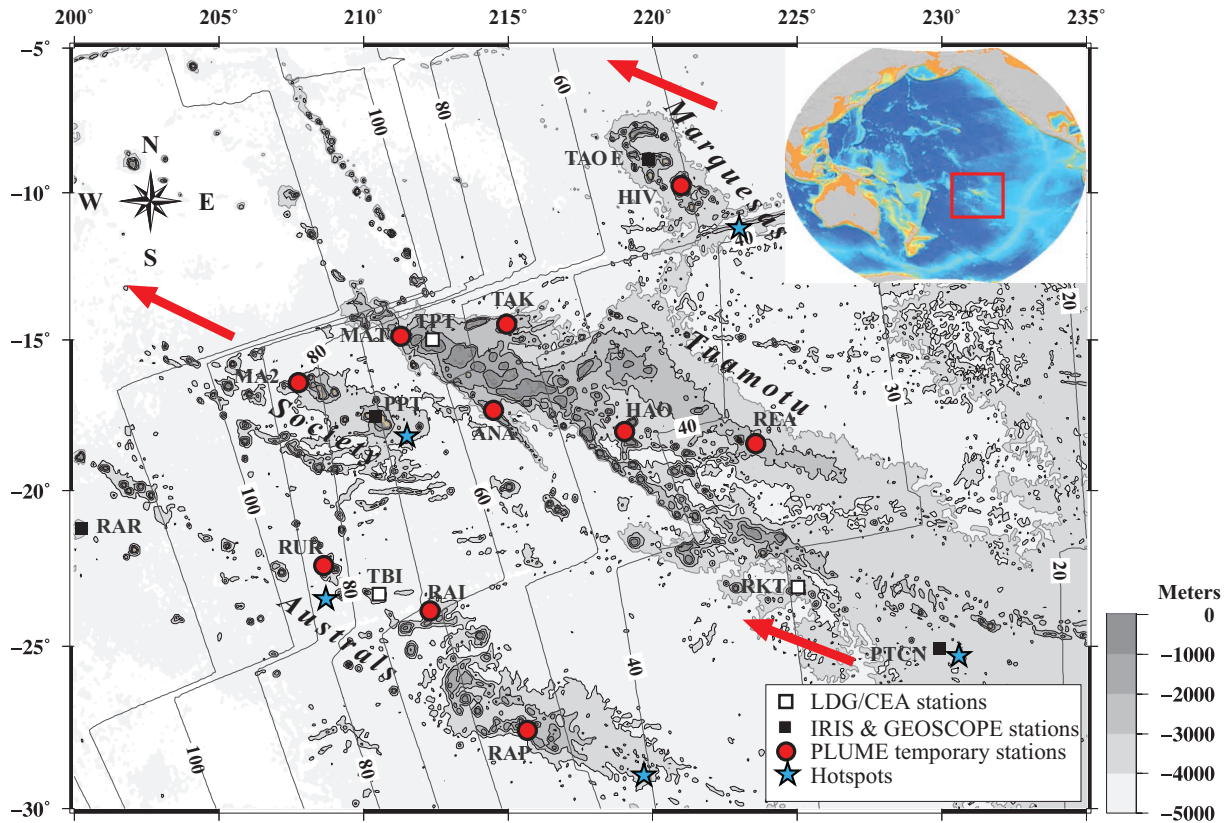 200° 205° 210° 215° 220° 225° 230° 235°
−5°
−10°
−15°
−20°
−25°
−30°
N
W E
S
100
80
60
Marquesas
TAOE
HIV
40
20
TAK
MAT
TPT
80
MA2
Society
PPT
ANA
Tuamotu
HAO
40
REA
30
100
60
RAR
RUR
TBI
80
RAI
Australs
RKT
20
PTCN
40
RAP
100
80
LDG/CEA stations
IRIS & GEOSCOPE stations
PLUME temporary stations
Hotspots
Meters
0
−1000
−2000
−3000
−4000
−5000